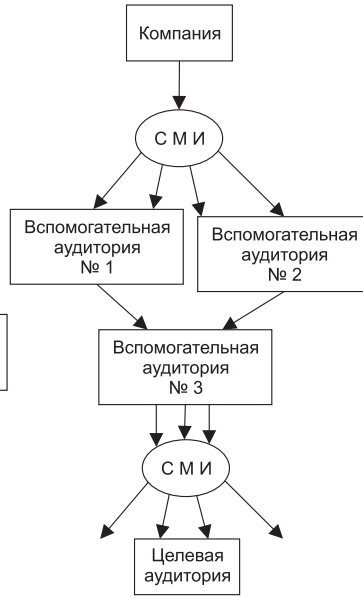 Компания
С М И
Вспомогательная
аудитория
№ 1
Вспомогательная
аудитория
№ 2
Вспомогательная
аудитория
№ 3
С М И
Целевая
аудитория